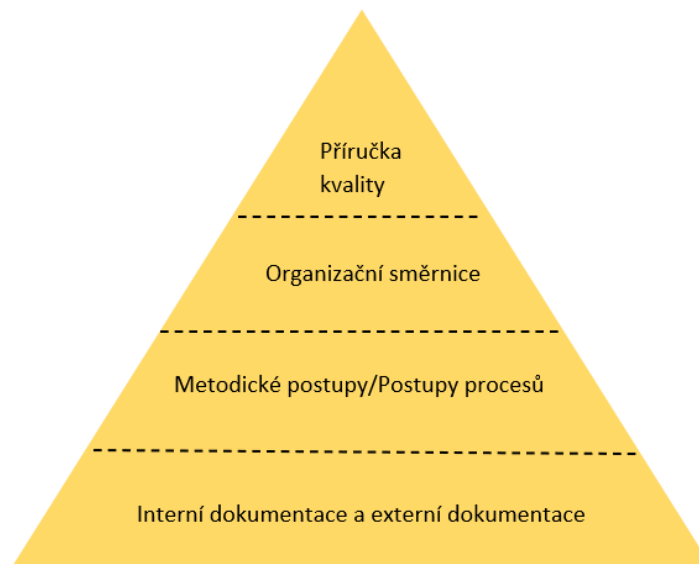 Příručka
kvality
Organizační směrnice
Metodické postupy/Postupy procesů
Interní dokumentace a externí dokumentace